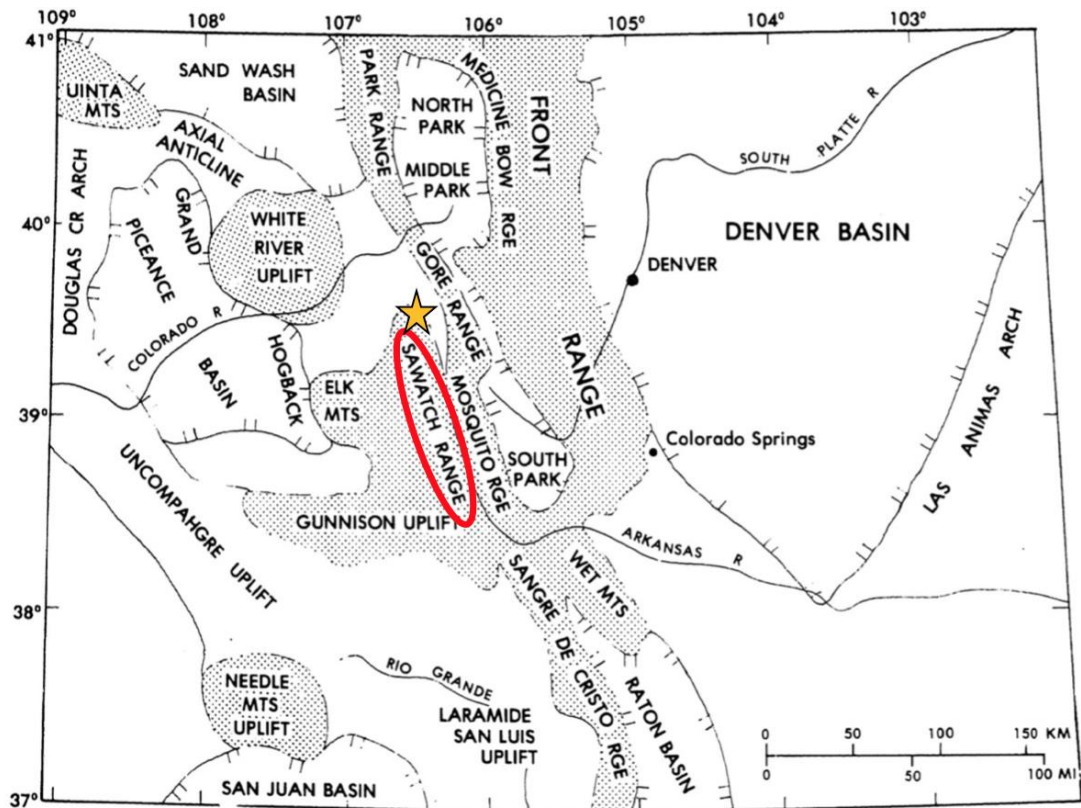 109°
108°
107°
106°
105°
104°
103°
41°
40°
39°
38°
37°
UINTA
MTS
SAND WASH
BASIN
AXIAL
ANTICLINE
PARK RANGE
NORTH
PARK
MIDDLE
PARK
MEDICINE BOW RGE
FRONT
RANGE
SOUTH PLATTE R
DENVER BASIN
DENVER
DOUGLAS CR ARCH
PICEANCE
BASIN
GRAND
HOGBACK
WHITE
RIVER
UPLIFT
COLORADO R
GORE RANGE
ELK
MTS
SAWATCH RANGE
MOSQUITO RGE
SOUTH
PARK
Colorado Springs
LAS ANIMAS ARCH
UNCOMPAHGRE UPLIFT
GUNNISON UPLIFT
ARKANSAS R
WET MTS
SANGRE DE CRISTO RGE
RATON BASIN
NEEDLE
MTS
UPLIFT
RIO GRANDE
LARAMIDE
SAN LUIS
UPLIFT
SAN JUAN BASIN
0 50 100 150 KM
0 50 100 MI